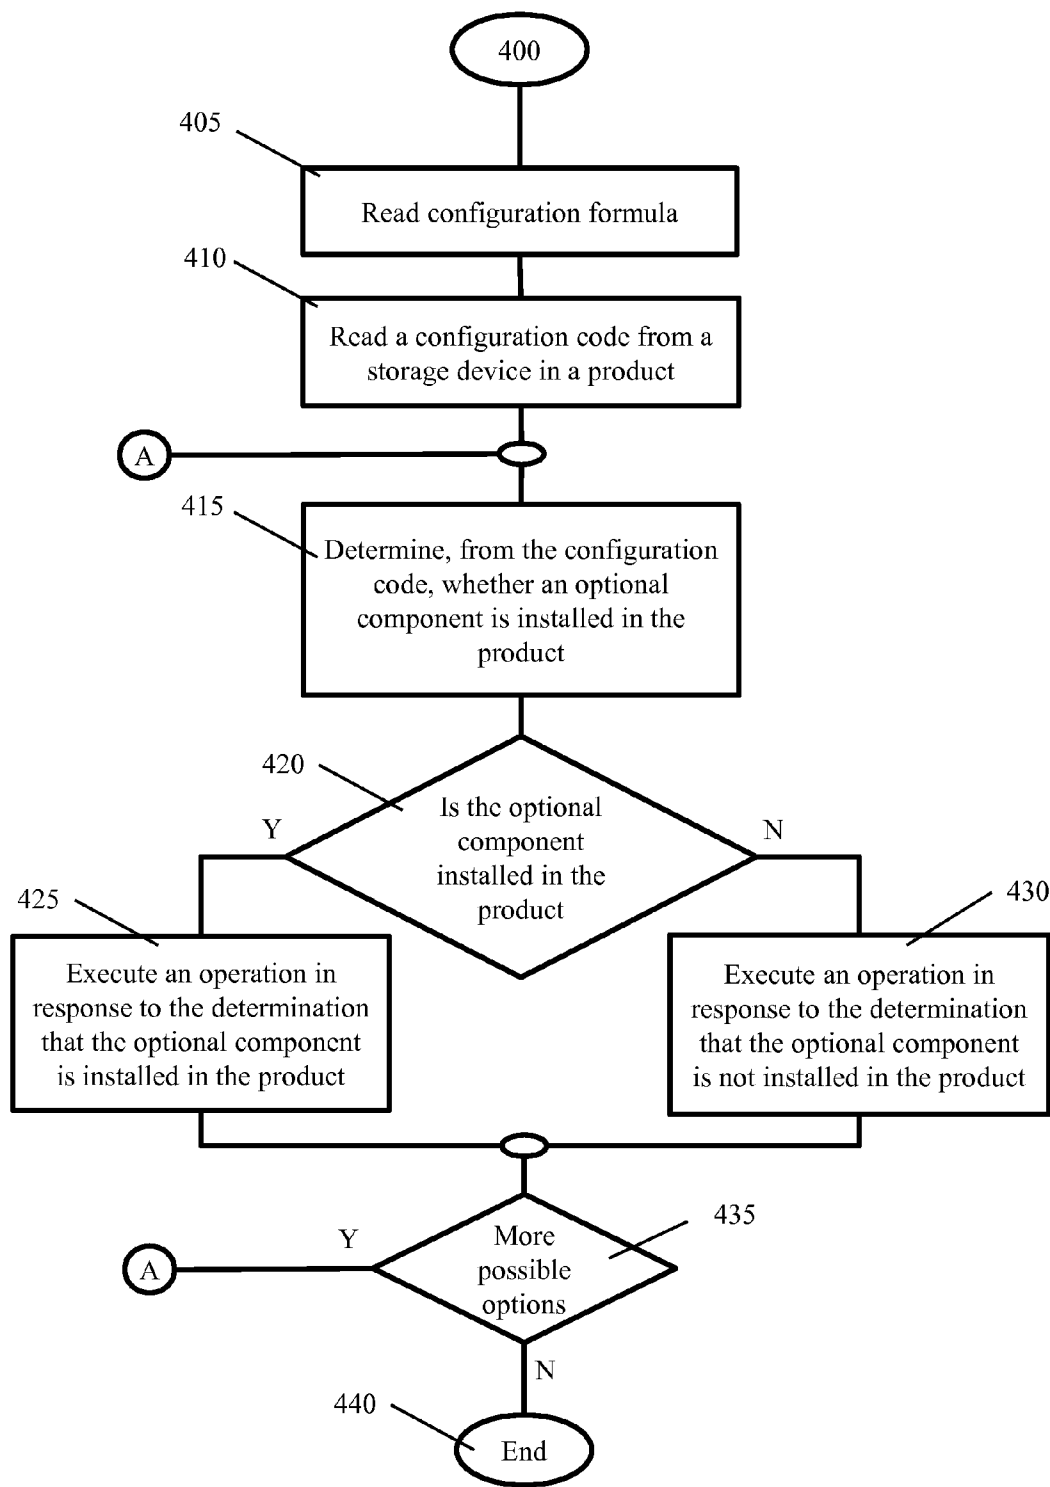 400
405
Read configuration formula
410
Read a configuration code from a
storage device in a product
A
415
Determine, from the configuration
code, whether an optional
component is installed in the
product
420
Is the optional
component
installed in the
product
Y
N
425
Execute an operation in
response to the determination
that the optional component
is installed in the product
430
Execute an operation in
response to the determination
that the optional component
is not installed in the product
435
More
possible
options
Y
A
N
440
End